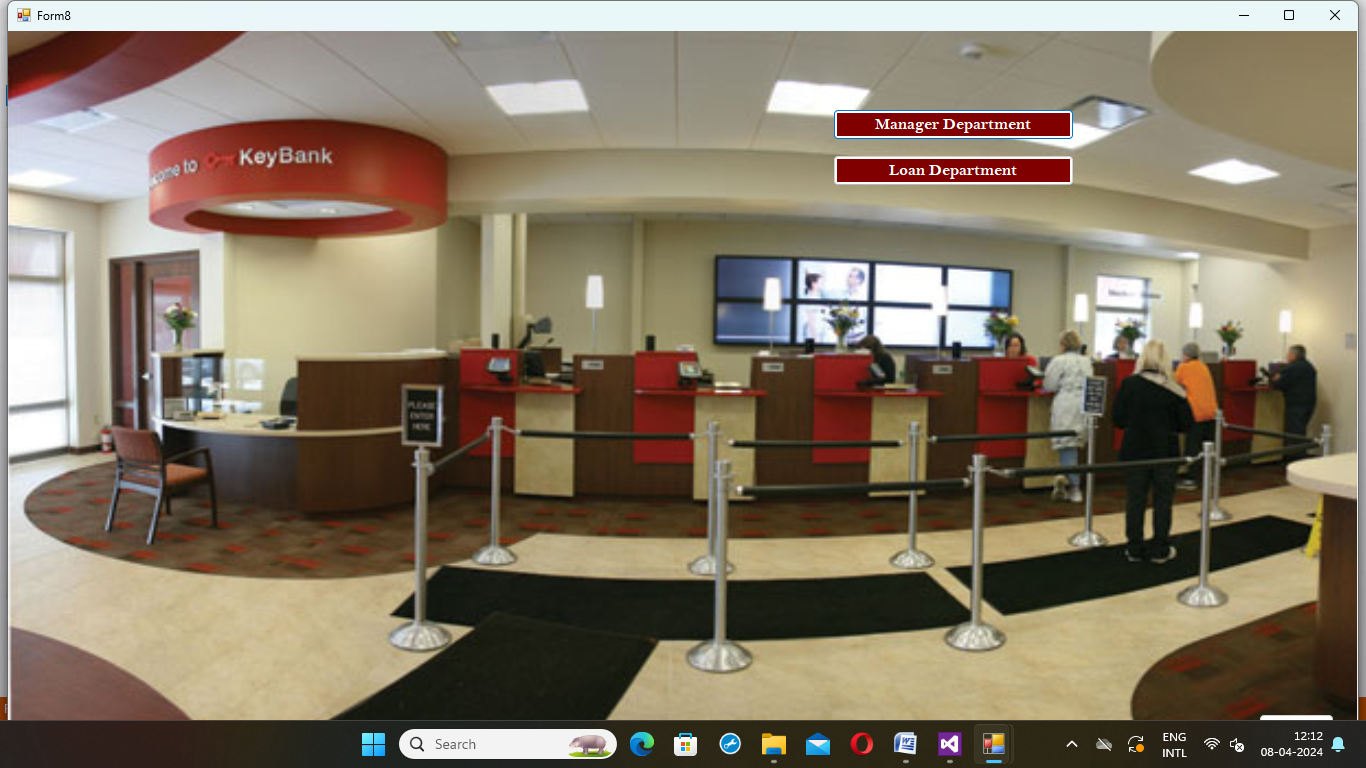 Form8
Manager Department
Loan Department
come to KeyBank
PLEASE
ENTER
HERE
Search
ENG
INTL
12:12
08-04-2024